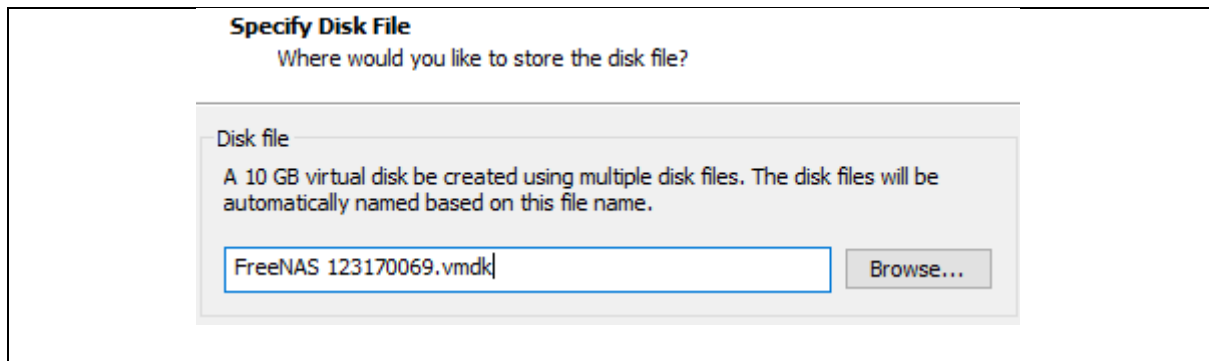 Specify Disk File
Where would you like to store the disk file?
Disk file
A 10 GB virtual disk be created using multiple disk files. The disk files will be
automatically named based on this file name.
FreeNAS 123170069.vmdk
Browse...